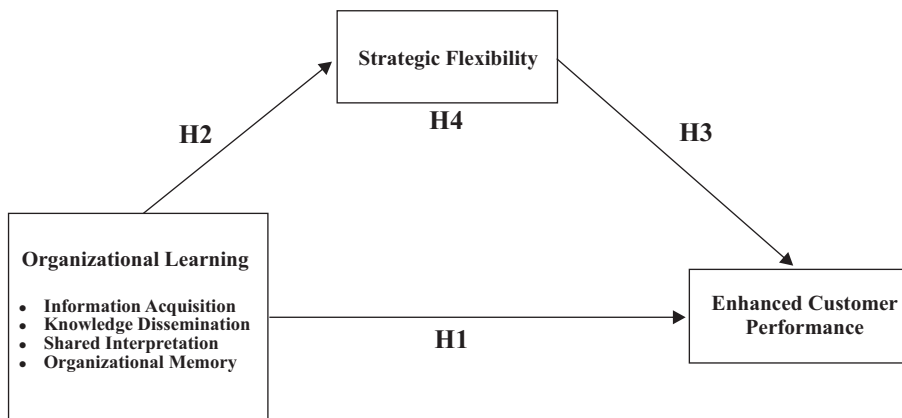 Strategic Flexibility
H4
H2
H3
Organizational Learning
• Information Acquisition
• Knowledge Dissemination
• Shared Interpretation
• Organizational Memory
H1
Enhanced Customer
Performance